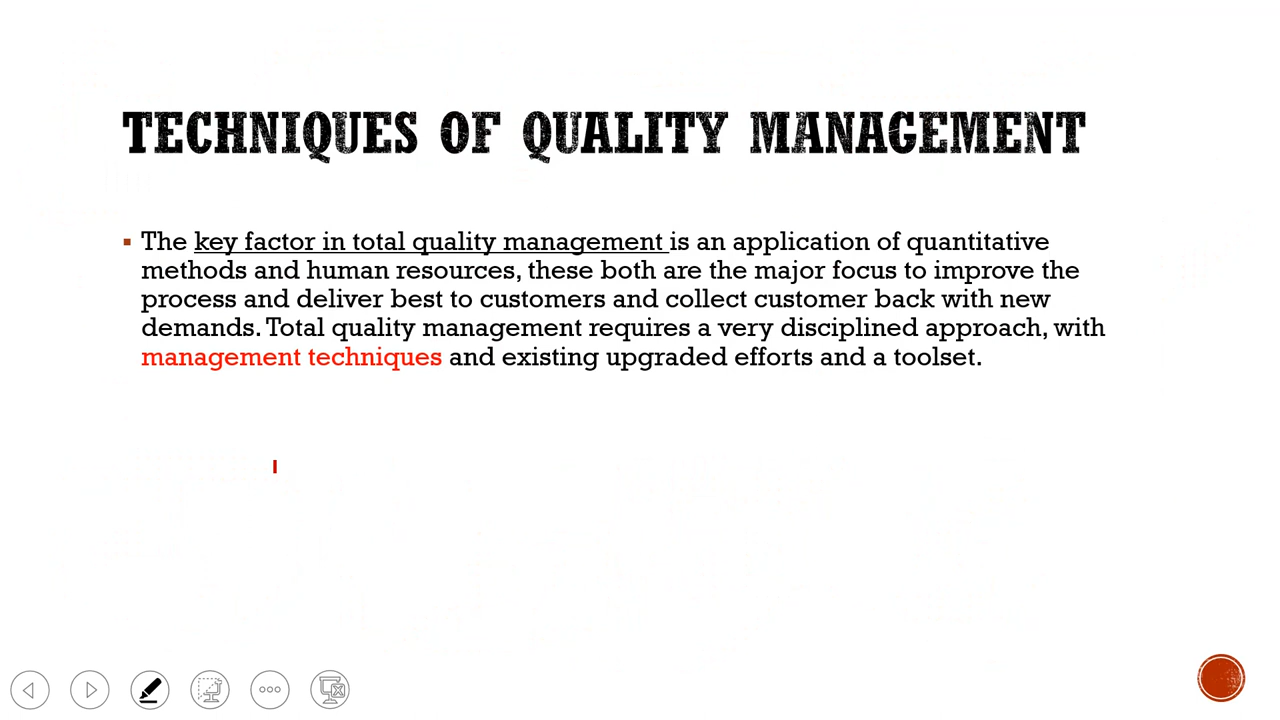 TECHNIQUES OF QUALITY MANAGEMENT
The key factor in total quality management is an application of quantitative
methods and human resources, these both are the major focus to improve the
process and deliver best to customers and collect customer back with new
demands. Total quality management requires a very disciplined approach, with
management techniques and existing upgraded efforts and a toolset.